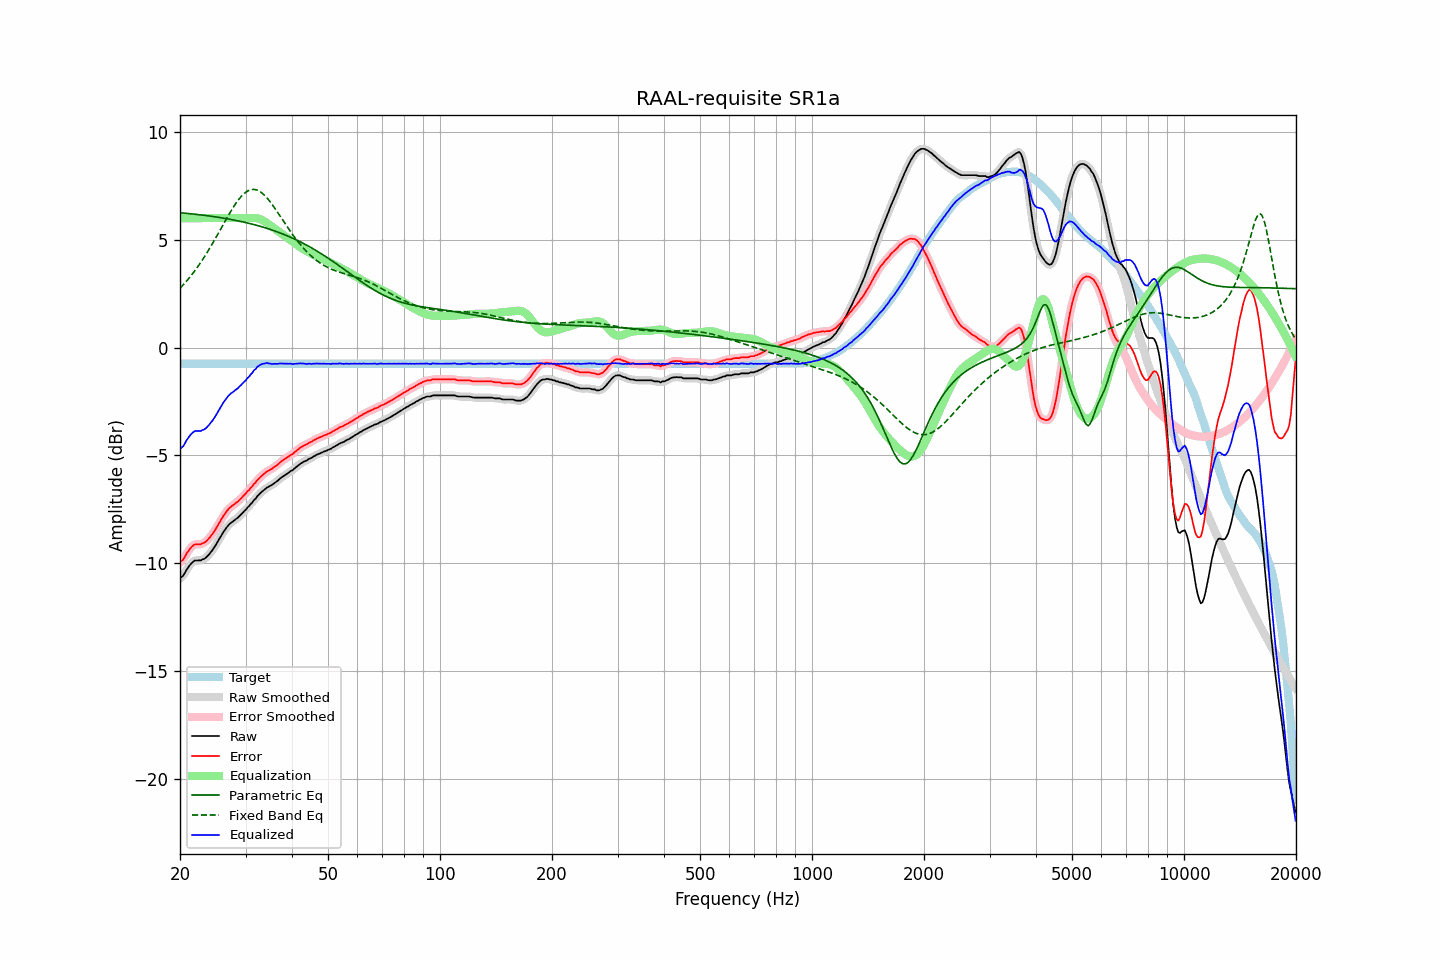 RAAL-requisite SR1a
Amplitude (dBr)
10
5
0
−5
−10
−15
−20
Target
Raw Smoothed
Error Smoothed
Raw
Error
Equalization
Parametric Eq
Fixed Band Eq
Equalized
20 50 100 200 500 1000 2000 5000 10000 20000
Frequency (Hz)